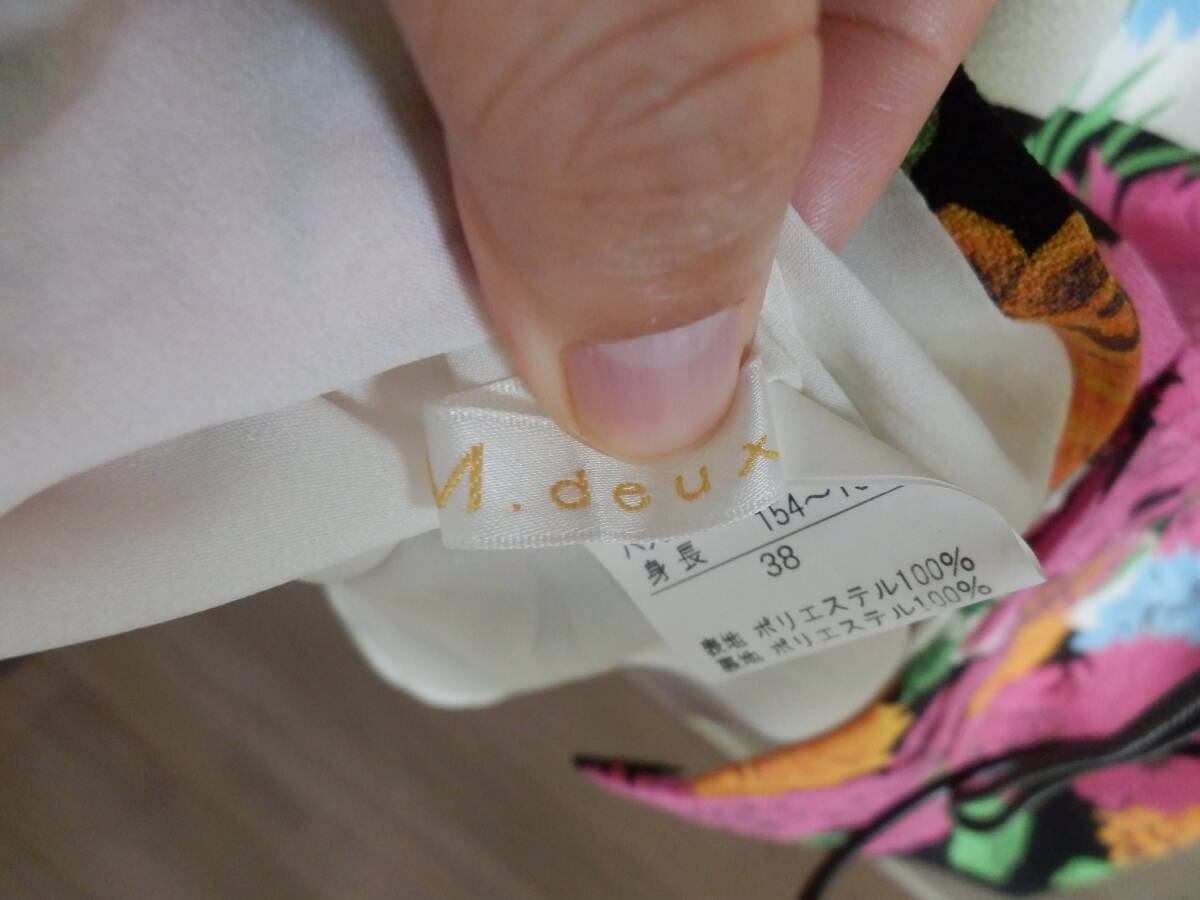 M.deux
身長 154～
38
表地 ポリエステル100%
裏地 ポリエステル100%